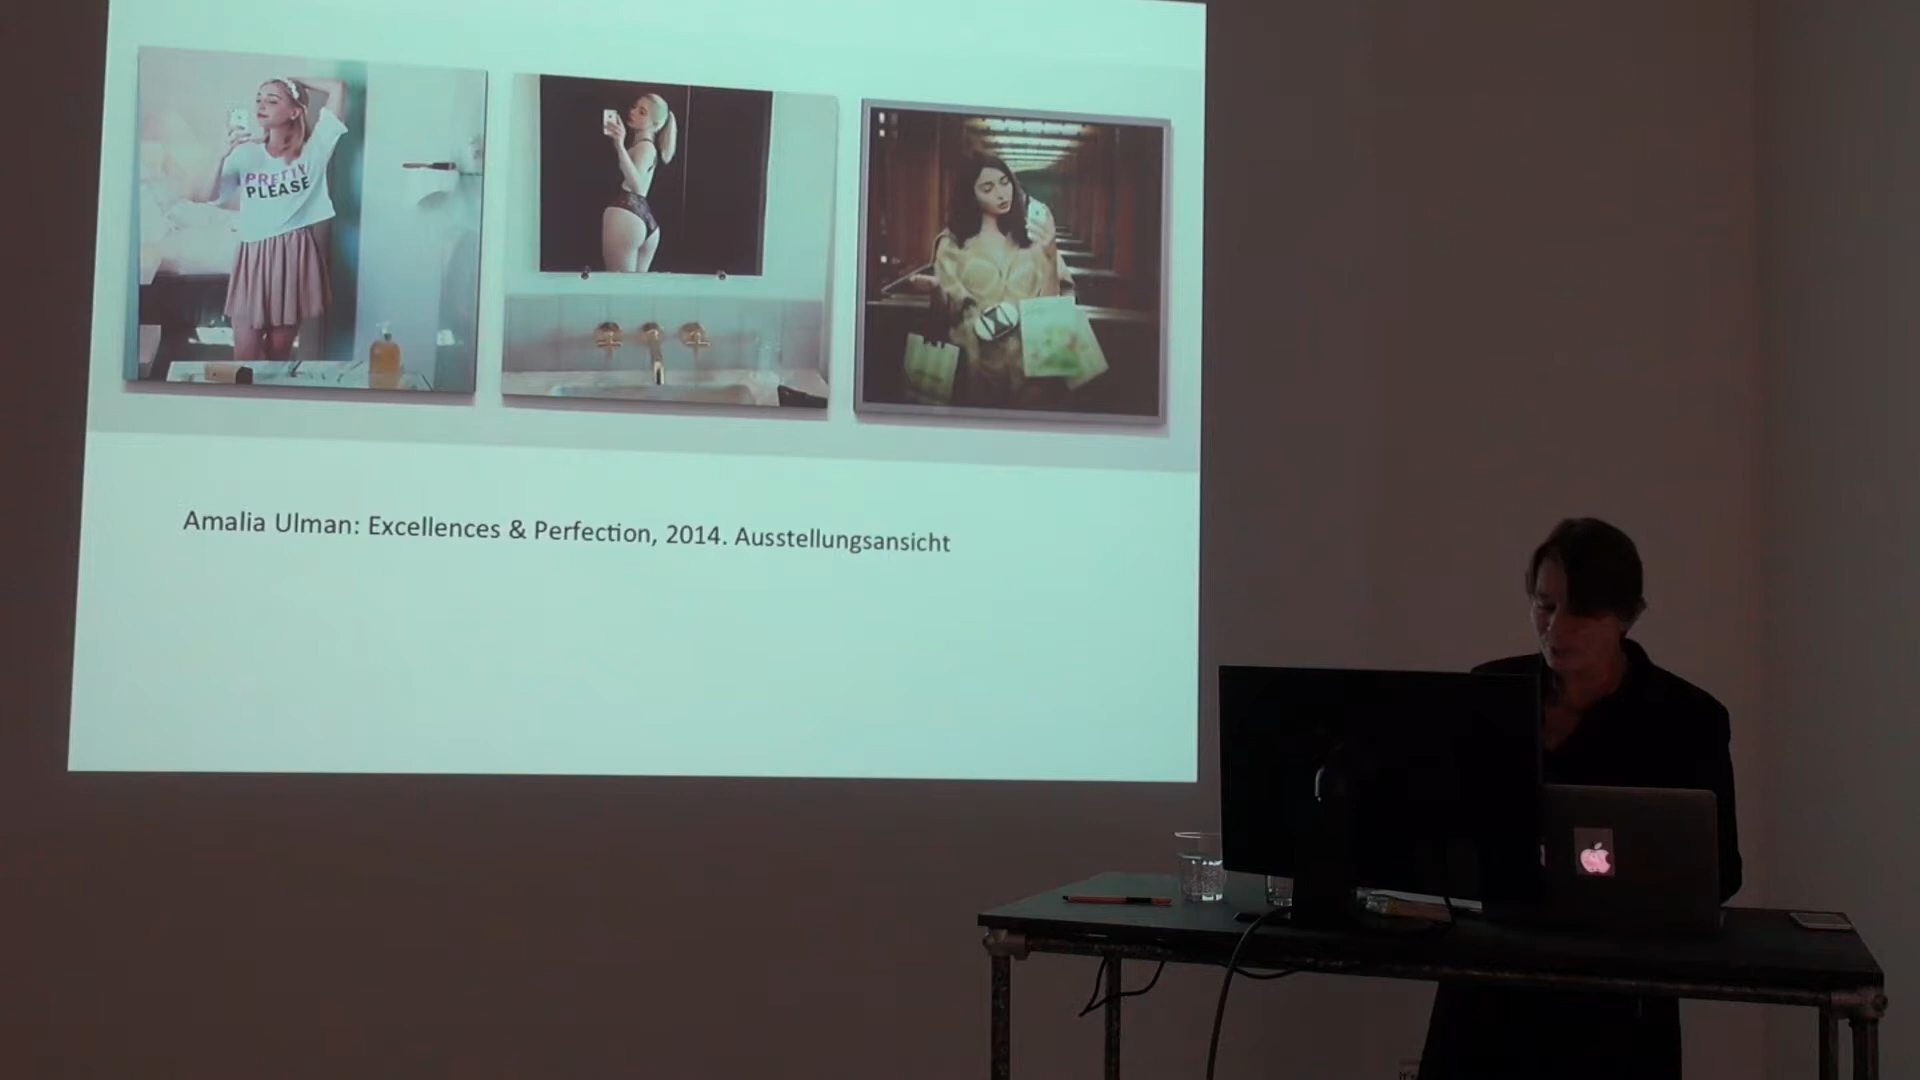 PRETTY
PLEASE
Amalia Ulman: Excellences & Perfection, 2014. Ausstellungsansicht